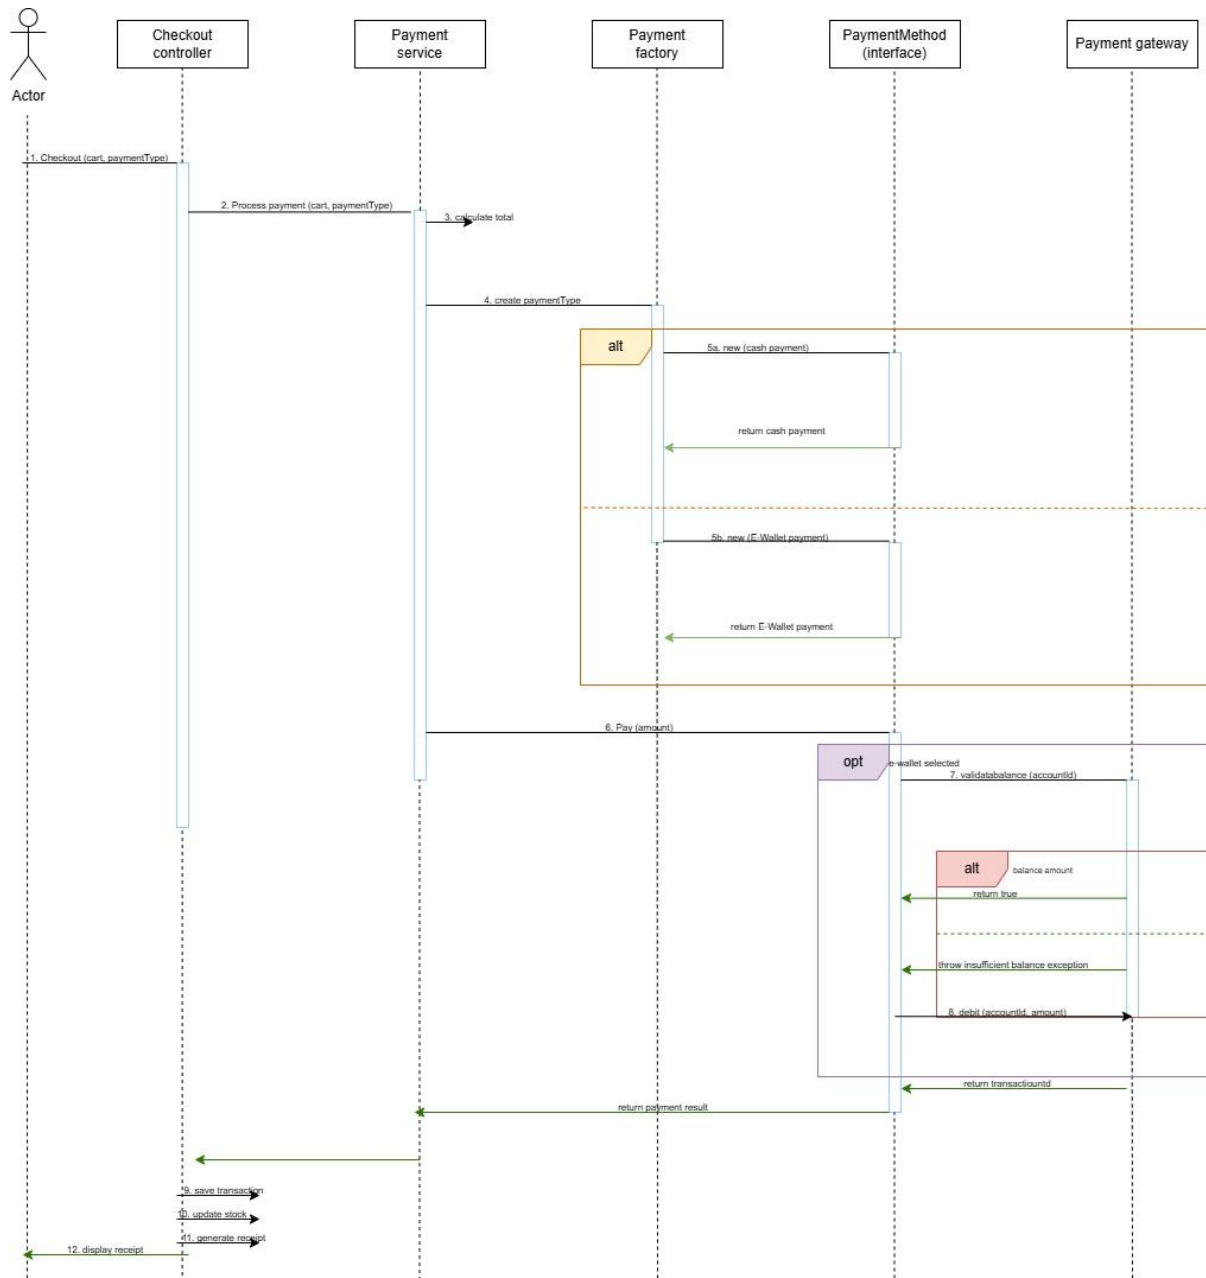 Checkout
controller
Payment
service
Payment
factory
PaymentMethod
(interface)
Payment gateway
Actor
1. Checkout (cart, paymentType)
2. Process payment (cart, paymentType)
3. calculate total
4. create paymentType
alt
5a. new (cash payment)
return cash payment
5b. new (E-Wallet payment)
return E-Wallet payment
6. Pay (amount)
opt
e-wallet selected
7. validatabalance (accountId)
alt
balance amount
return true
throw insufficient balance exception
8. debit (accountId, amount)
return transactiountd
return payment result
9. save transaction
10. update stock
11. generate receipt
12. display receipt